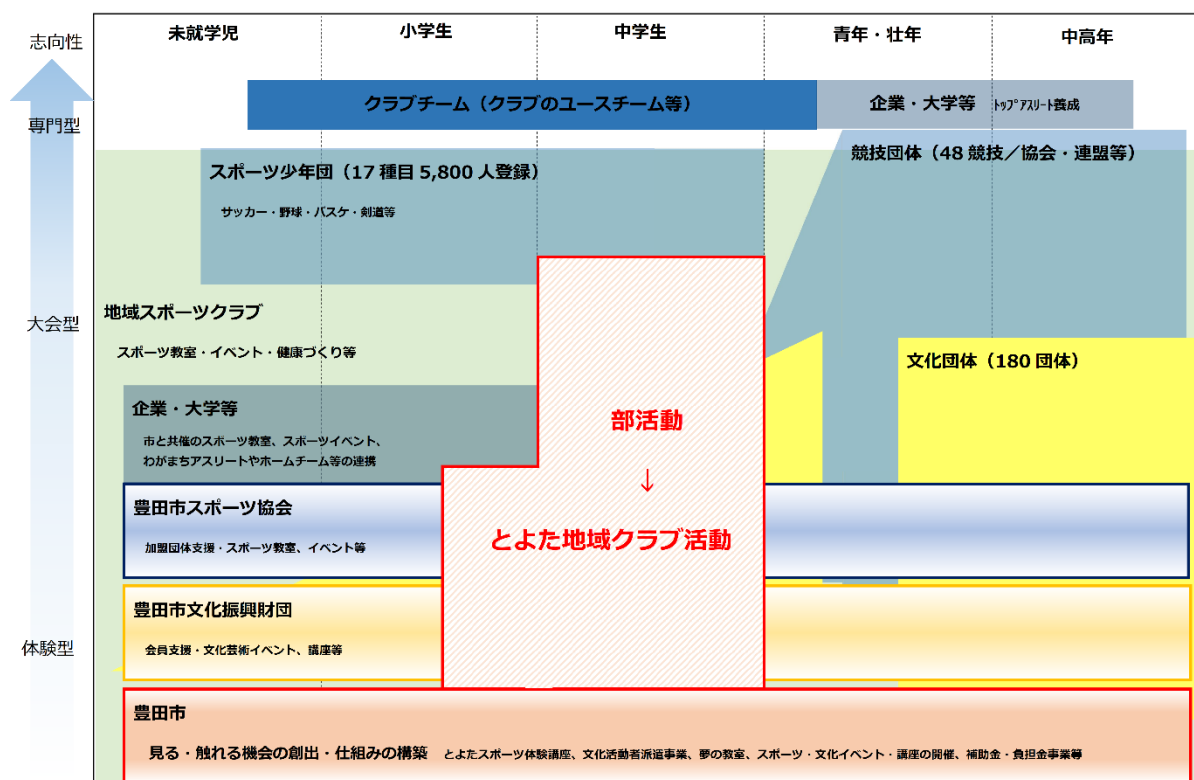 志向性
未就学児
小学生
中学生
青年・壮年
中高年
専門型
大会型
体験型
クラブチーム（クラブのユースチーム等）
企業・大学等 ﾄｯﾌﾟｱｽﾘｰﾄ養成
スポーツ少年団（17 種目 5,800 人登録）
サッカー・野球・バスケ・剣道等
競技団体（48 競技／協会・連盟等）
地域スポーツクラブ
スポーツ教室・イベント・健康づくり等
文化団体（180 団体）
企業・大学等
市と共催のスポーツ教室、スポーツイベント、
わがまちアスリートやホームチーム等の連携
部活動
↓
とよた地域クラブ活動
豊田市スポーツ協会
加盟団体支援・スポーツ教室、イベント等
豊田市文化振興財団
会員支援・文化芸術イベント、講座等
豊田市
見る・触れる機会の創出・仕組みの構築 とよたスポーツ体験講座、文化活動者派遣事業、夢の教室、スポーツ・文化イベント・講座の開催、補助金・負担金事業等